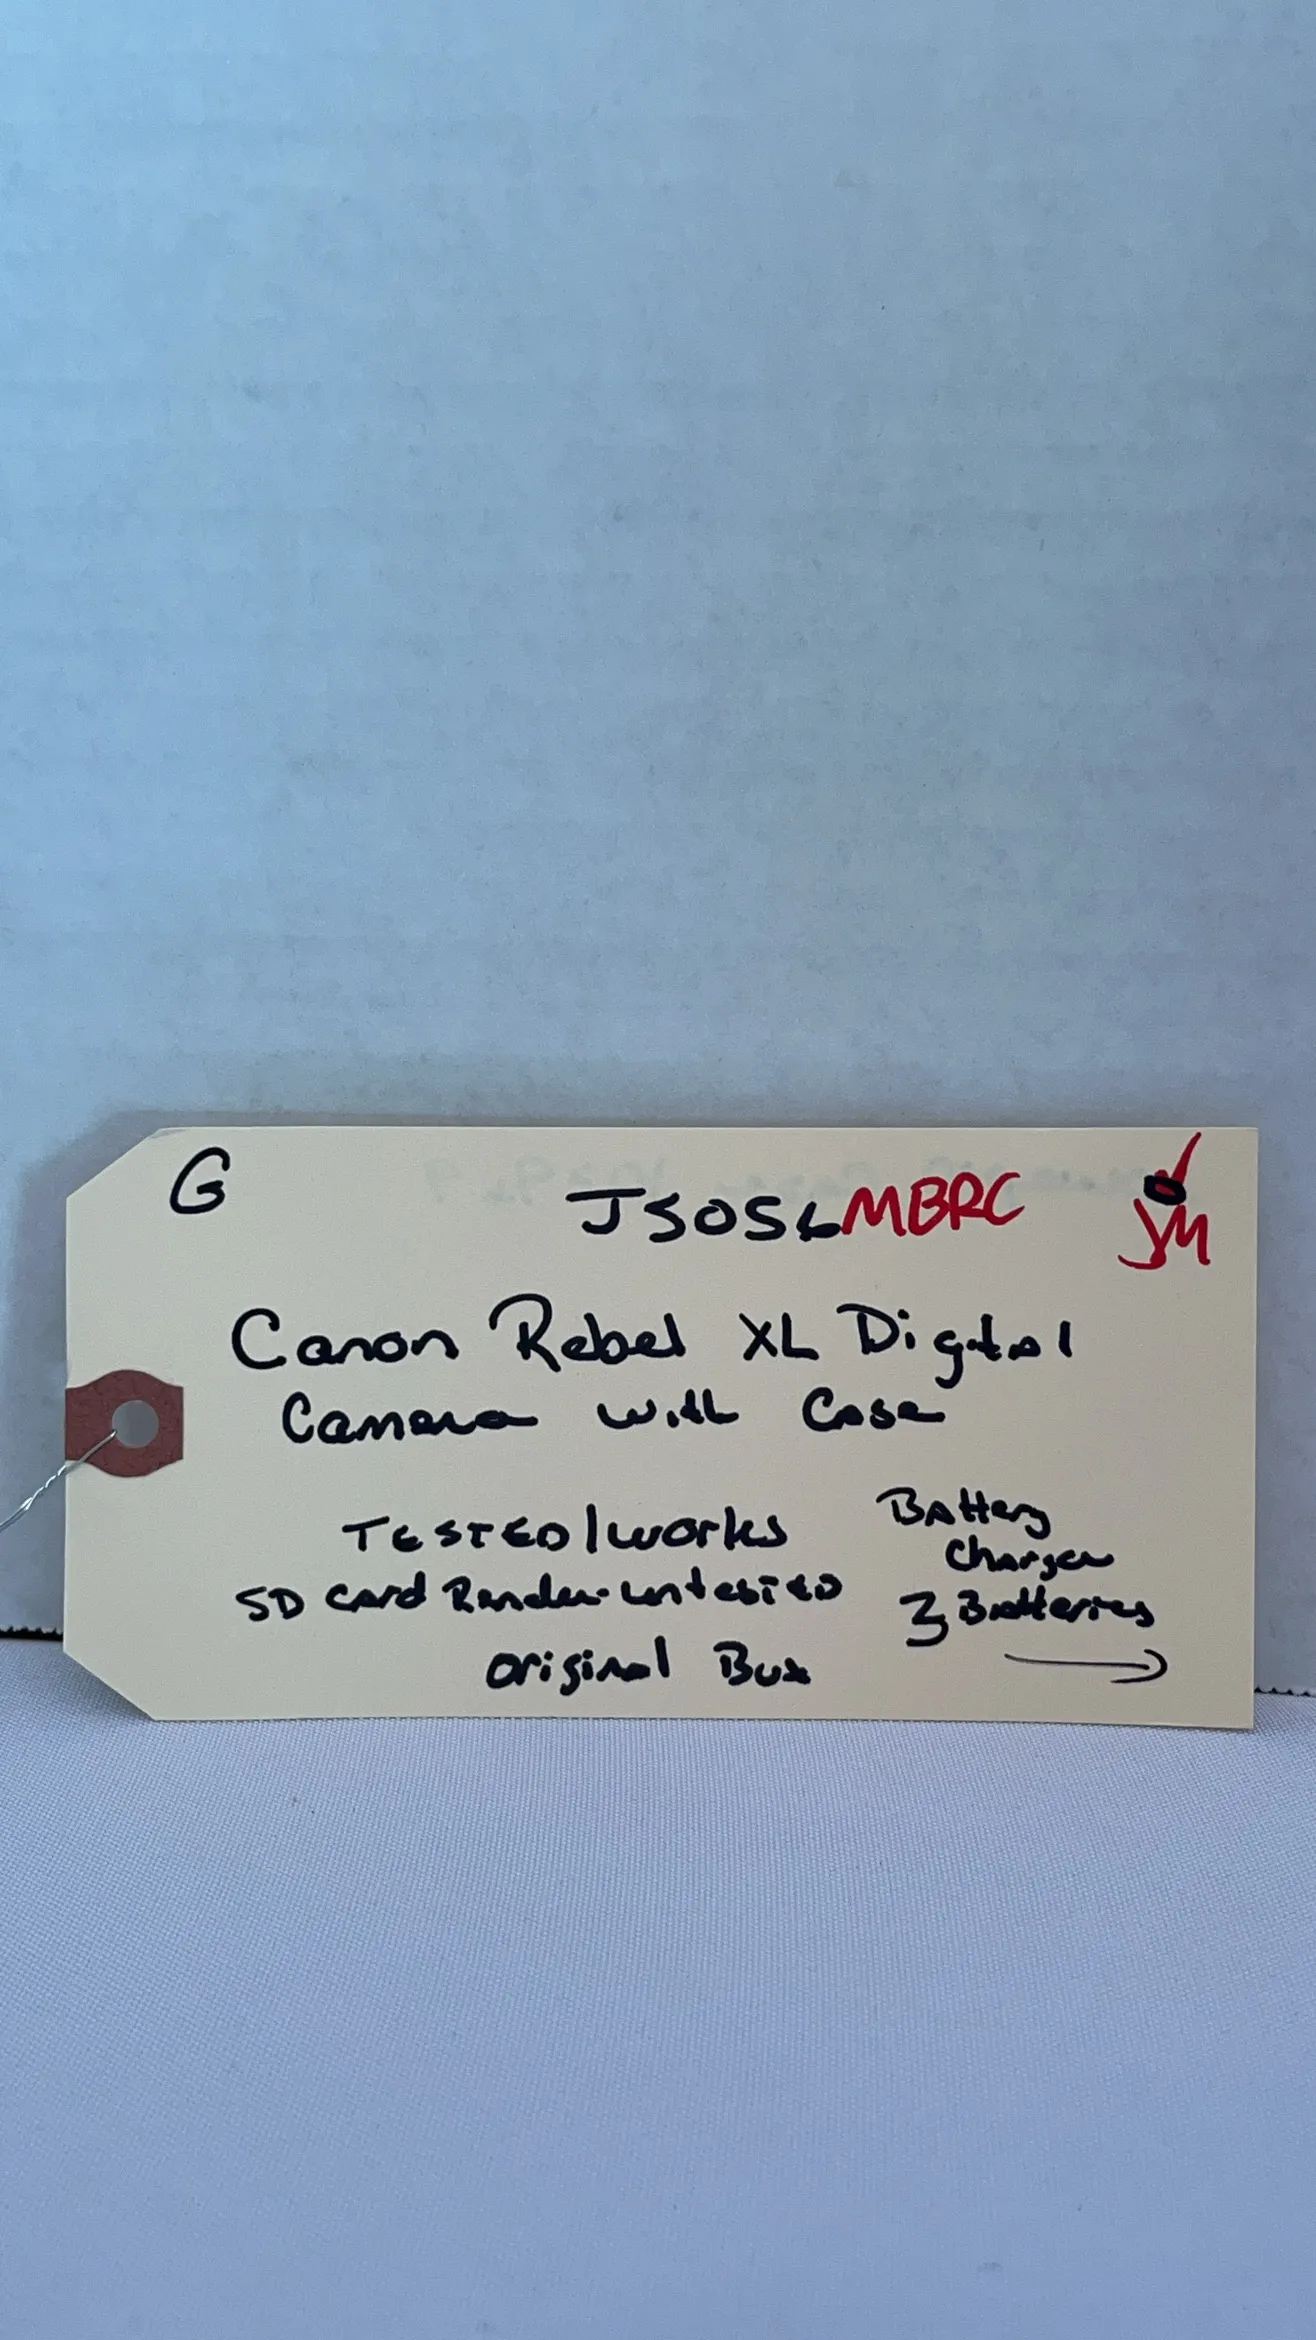 G
J5056MBRC
JM
Canon Rebel XL Digital
Camera with Case
TESTED/works
SD Card Reader-untested
original Box
Battery
Charger
3 Batteries